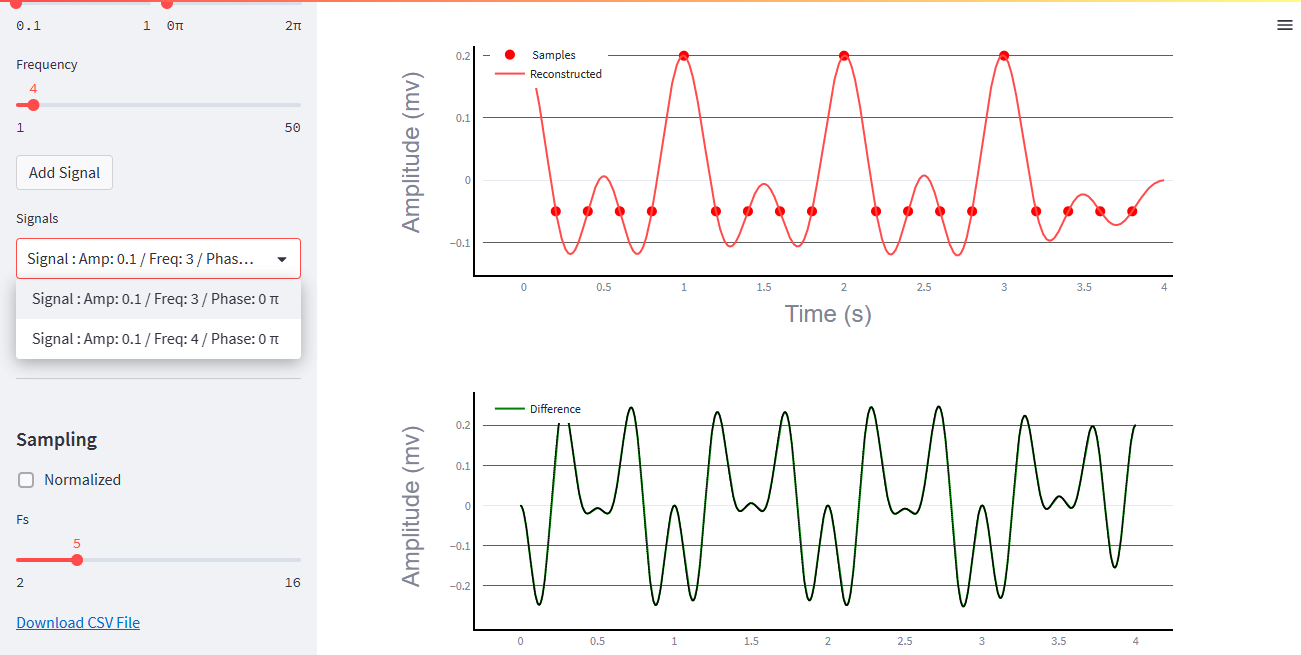 0.1 1 0π 2π
Frequency
4
1 50
Add Signal
Signals
Signal : Amp: 0.1 / Freq: 3 / Phas...
Signal : Amp: 0.1 / Freq: 3 / Phase: 0 π
Signal : Amp: 0.1 / Freq: 4 / Phase: 0 π
Sampling
Normalized
Fs
5
2 16
Download CSV File
Samples
Reconstructed
Amplitude (mv)
0.2
0.1
0
−0.1
0 0.5 1 1.5 2 2.5 3 3.5 4
Time (s)
Difference
Amplitude (mv)
0.2
0.1
0
−0.1
−0.2
0 0.5 1 1.5 2 2.5 3 3.5 4